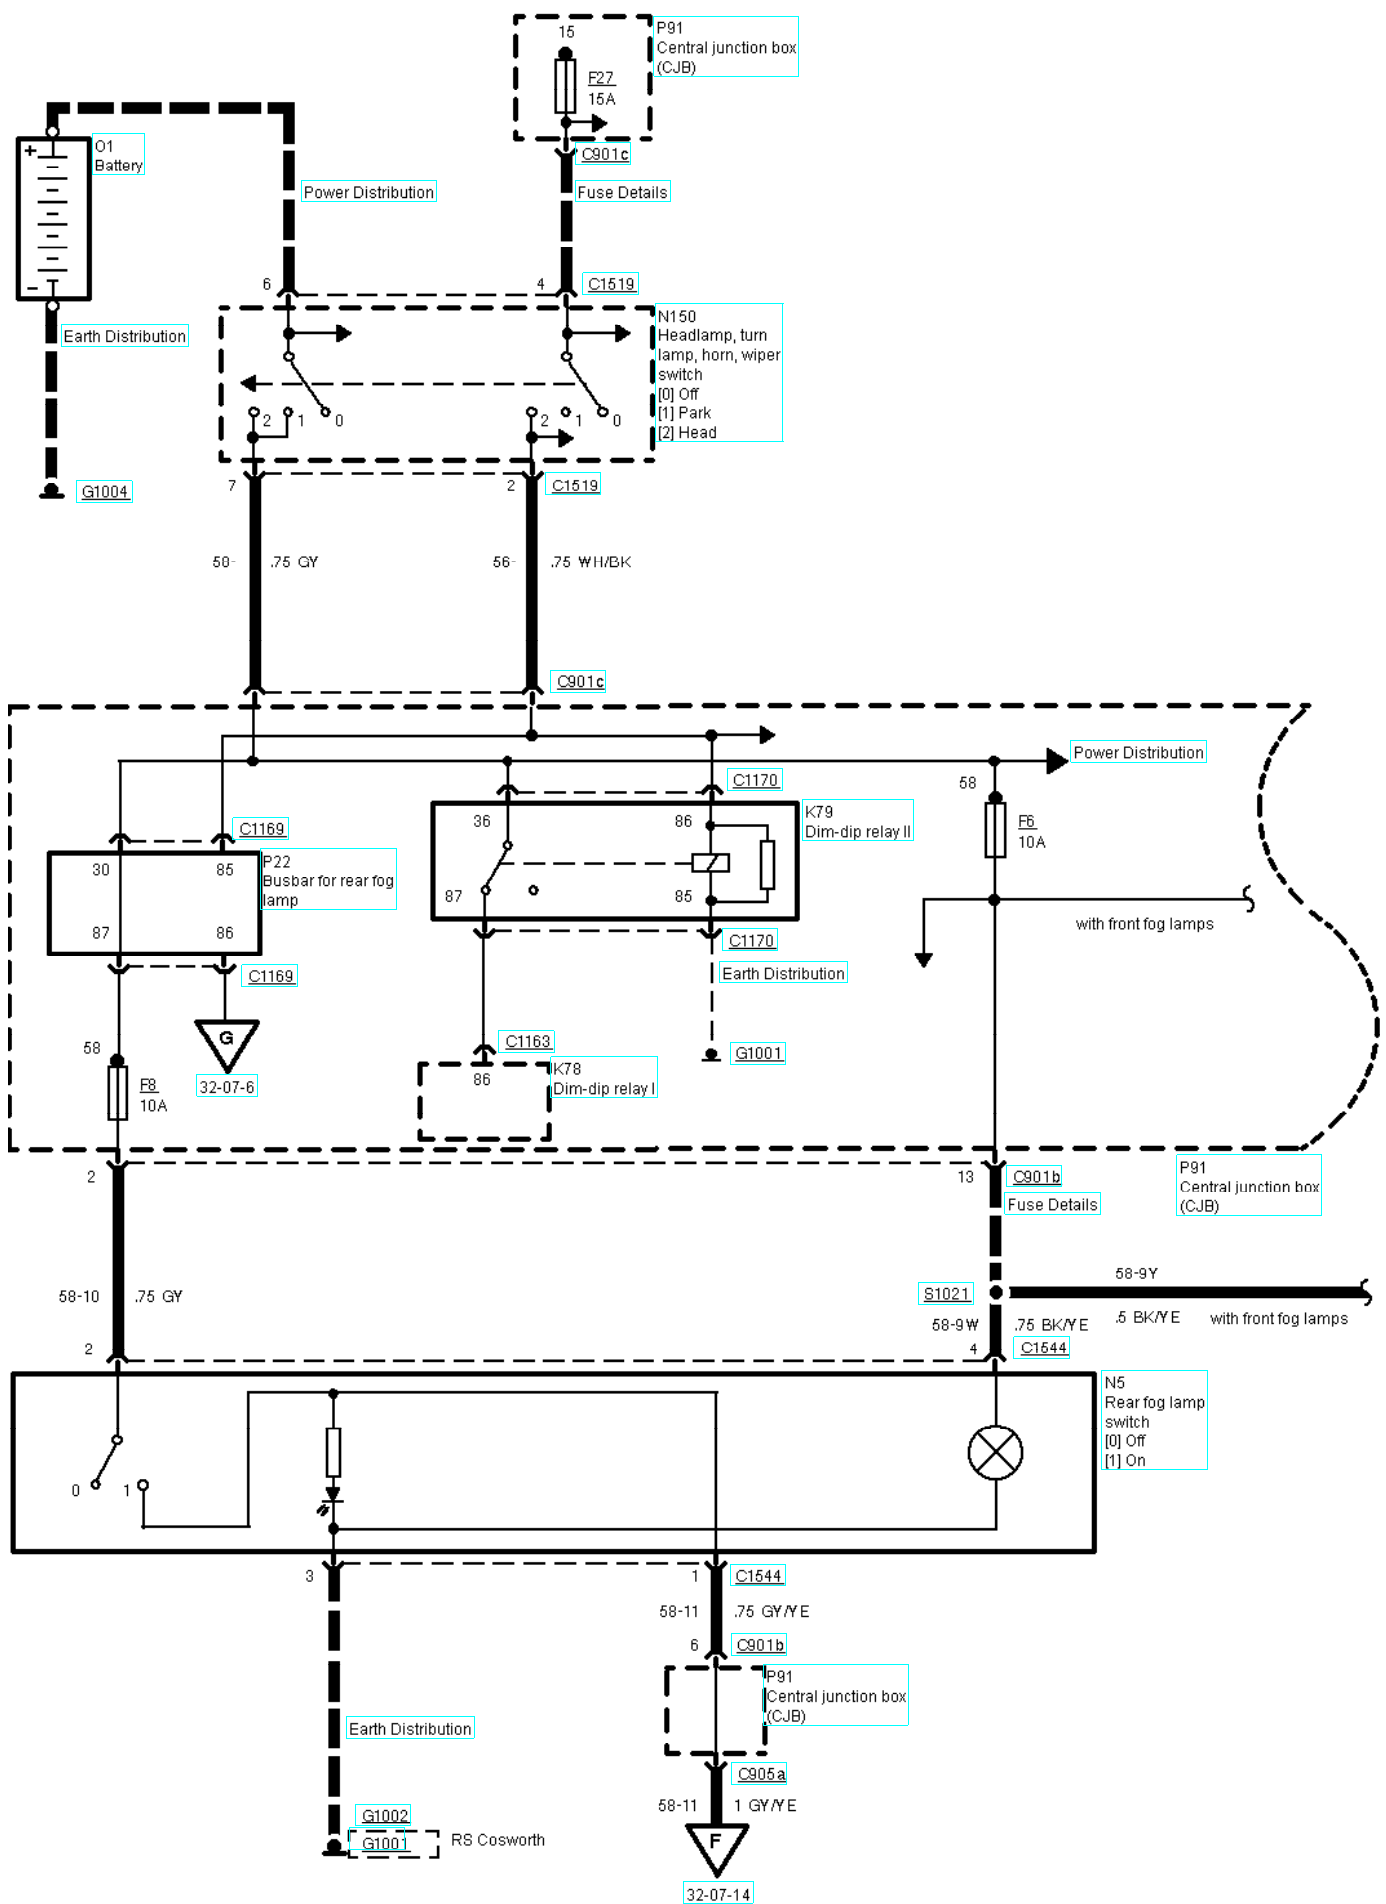 15
P91
Central junction box
(CJB)
F27
15A
C901c
O1
Battery
+
−
Power Distribution
Fuse Details
6
4
C1519
Earth Distribution
N150
Headlamp, turn
lamp, horn, wiper
switch
[0] Off
[1] Park
[2] Head
2 1 0
2 1 0
G1004
7
2
C1519
58-
.75 GY
56-
.75 WH/BK
C901c
Power Distribution
58
C1170
K79
Dim-dip relay II
36
86
F6
10A
C1169
P22
Busbar for rear fog
lamp
30
85
87
85
87
86
with front fog lamps
C1170
C1169
Earth Distribution
G
C1163
G1001
58
K78
Dim-dip relay I
86
32-07-6
F8
10A
2
13
C901b
P91
Central junction box
(CJB)
Fuse Details
58-9Y
58-10
.75 GY
S1021
.5 BK/YE
with front fog lamps
58-9W
.75 BK/YE
2
4
C1544
N5
Rear fog lamp
switch
[0] Off
[1] On
0
1
3
1
C1544
58-11
.75 GY/YE
6
C901b
P91
Central junction box
(CJB)
Earth Distribution
C905a
58-11
1 GY/YE
G1002
G1001
RS Cosworth
F
32-07-14